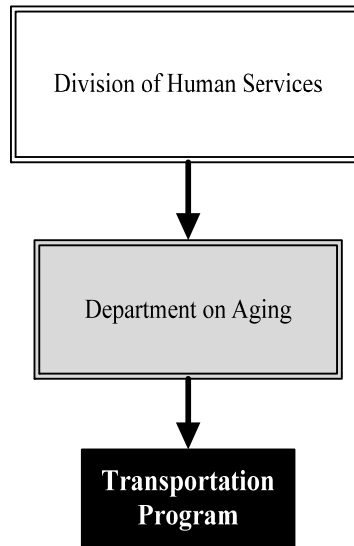 Division of Human Services
Department on Aging
Transportation
Program